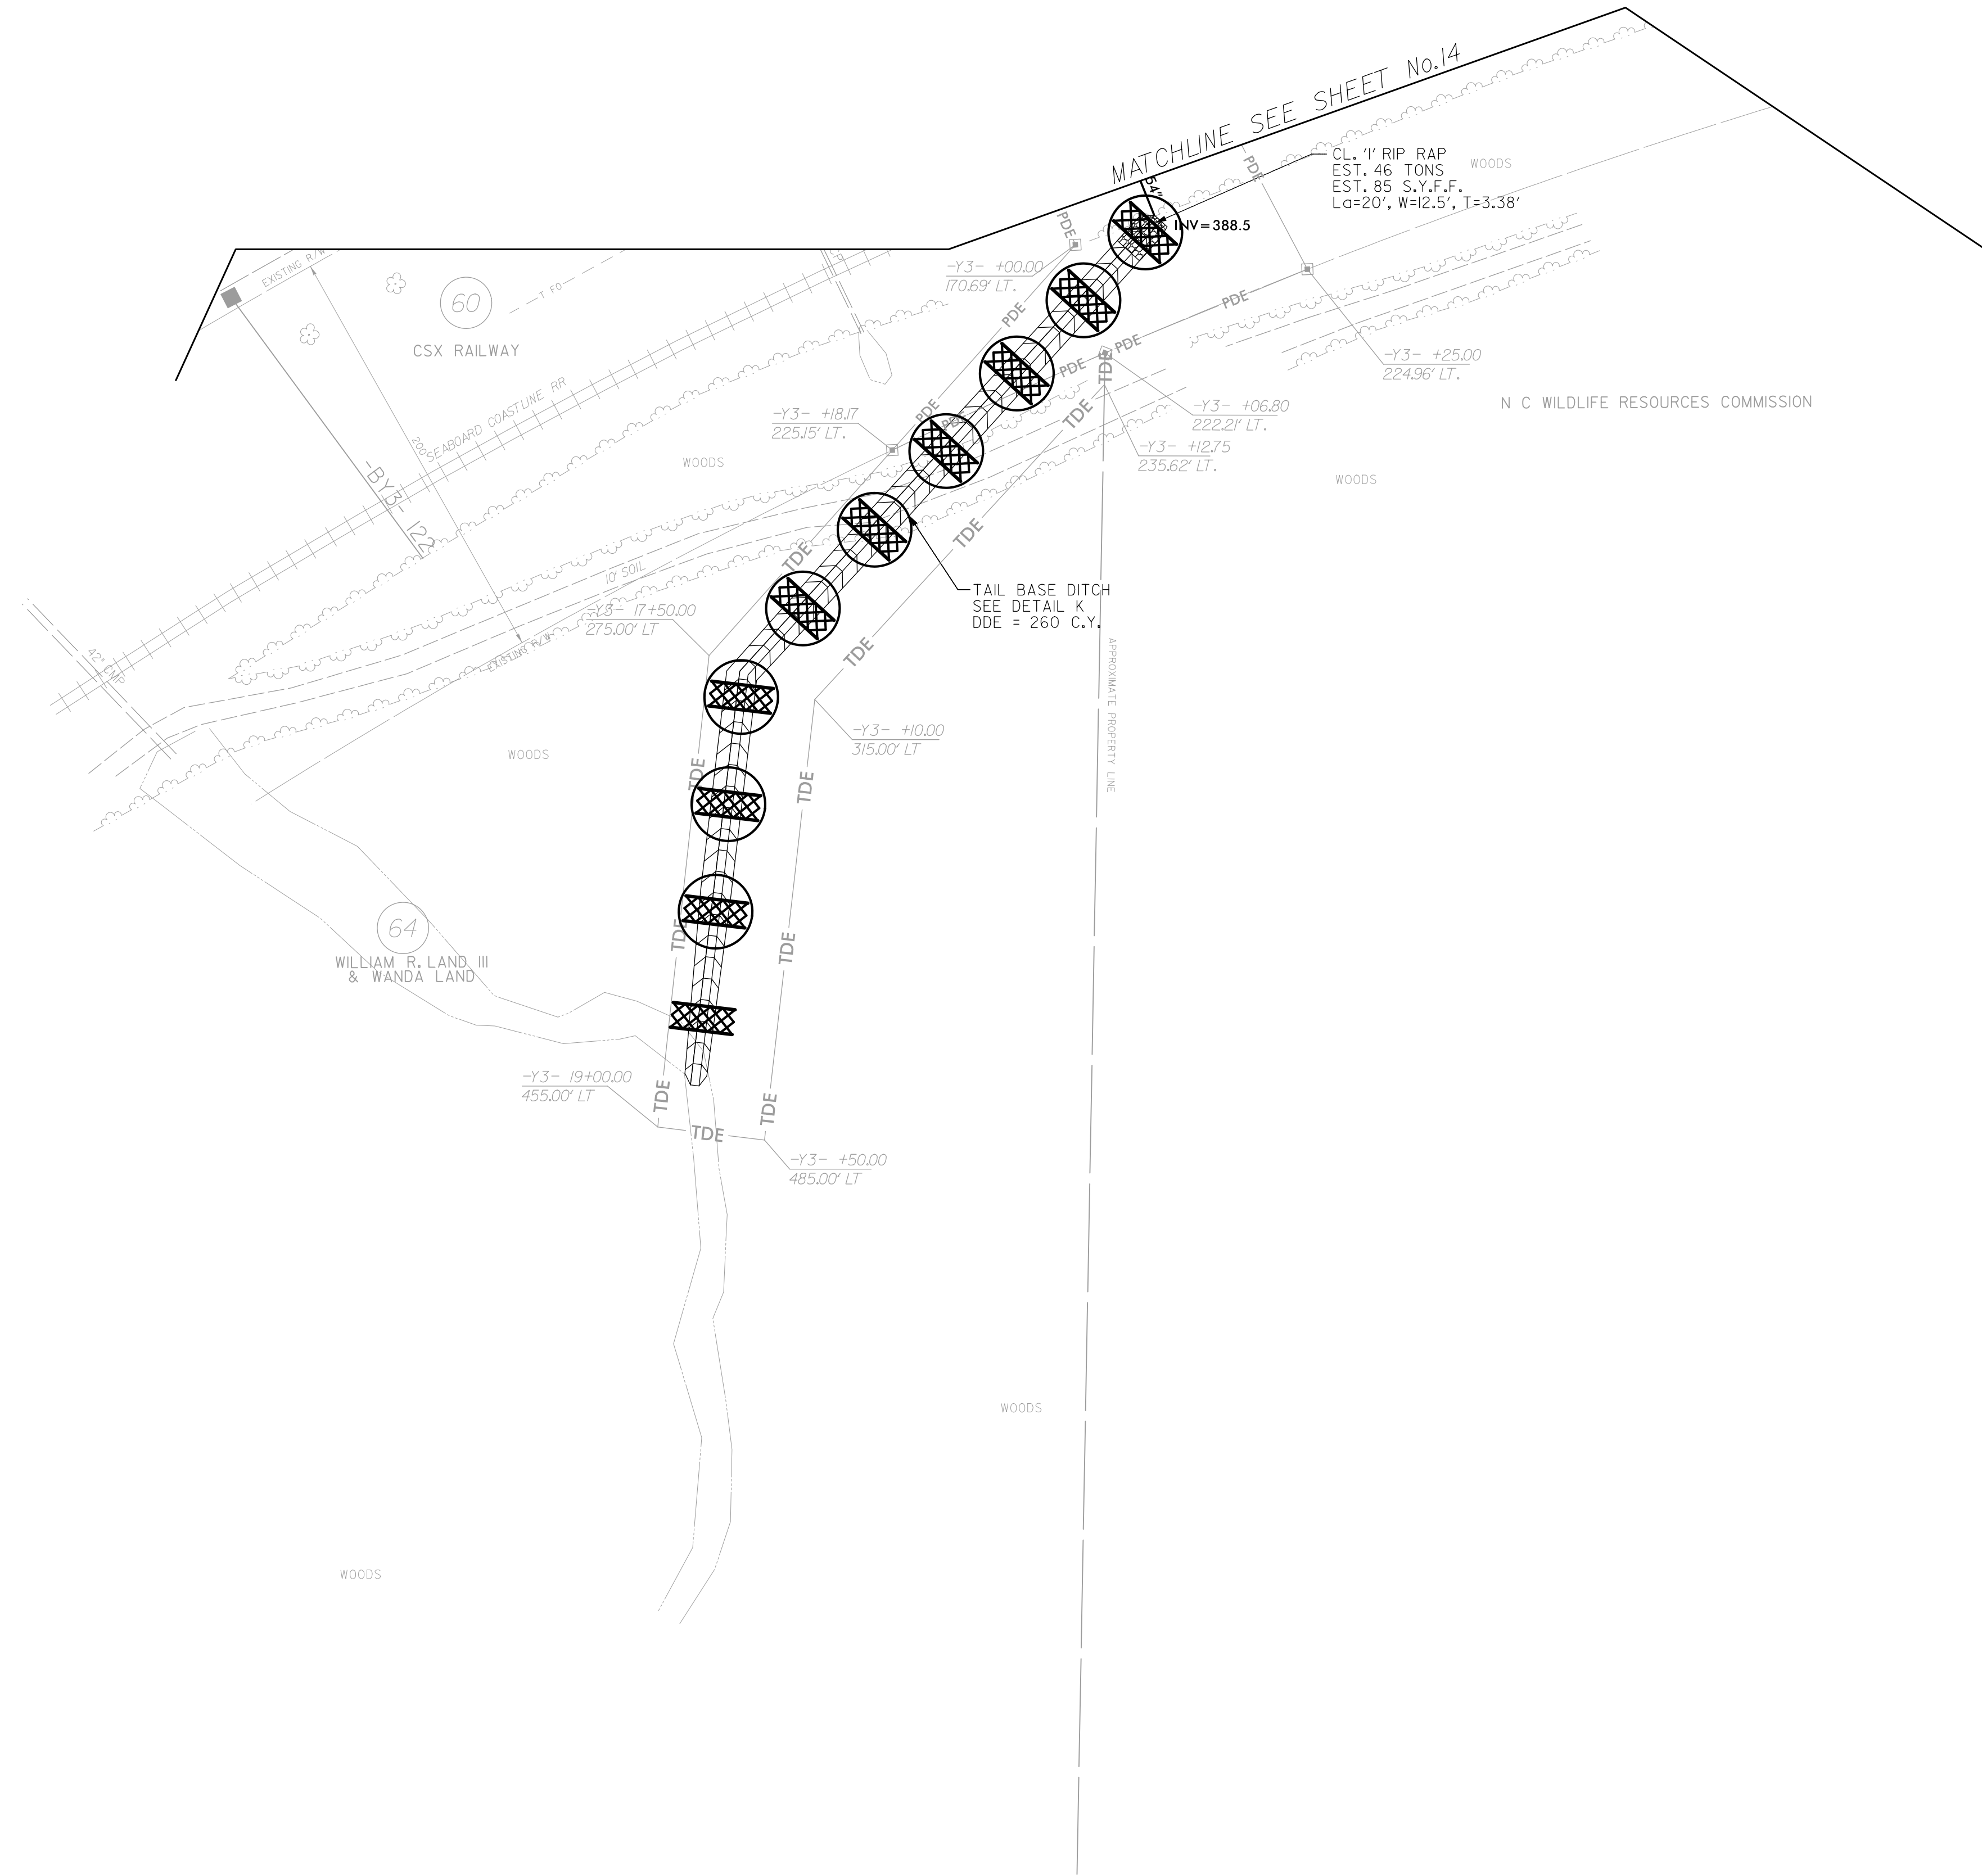 MATCHLINE SEE SHEET No.14
CL. 'I' RIP RAP
EST. 46 TONS
EST. 85 S.Y.F.F.
La=20', W=12.5', T=3.38'
WOODS
PDE
54"
INV=388.5
PDE
EXISTING R/W
-Y3- +00.00
170.69' LT.
60
T FO
CSX RAILWAY
PDE
PDE
PDE
PDE
TDE
-Y3- +25.00
224.96' LT.
SEABOARD COASTLINE RR
200'
-Y3- +18.17
225.15' LT.
PDE
PDE
TDE
-Y3- +06.80
222.21' LT.
N C WILDLIFE RESOURCES COMMISSION
-Y3- +12.75
235.62' LT.
WOODS
WOODS
-BY3- 122
TDE
TDE
10' SOIL
TAIL BASE DITCH
SEE DETAIL K
DDE = 260 C.Y.
-Y3- 17+50.00
275.00' LT
EXISTING R/W
42" CMP
TDE
APPROXIMATE PROPERTY LINE
-Y3- +10.00
315.00' LT
WOODS
TDE
TDE
64
WILLIAM R. LAND III
& WANDA LAND
TDE
TDE
-Y3- 19+00.00
455.00' LT
TDE
TDE
TDE
-Y3- +50.00
485.00' LT
WOODS
WOODS